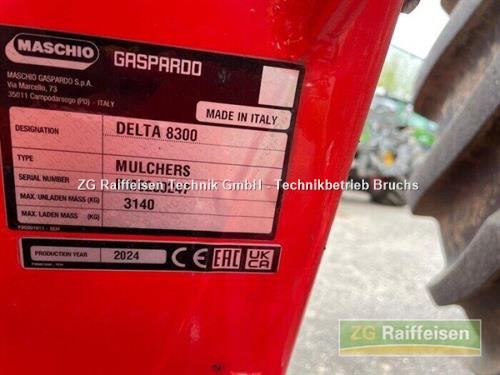 MASCHIO
GASPARDO
MASCHIO GASPARDO S.p.A.
Via Marcello, 73
35011 Campodarsego (PD) - ITALY
MADE IN ITALY
DESIGNATION DELTA 8300
TYPE MULCHERS
SERIAL NUMBER
ZG Raiffeisen Technik GmbH - Technikbetrieb Bruchs
MAX. UNLADEN MASS (KG) 3140
MAX. LADEN MASS (KG)
PRODUCTION YEAR 2024 CE EAC UK CA
ZG Raiffeisen
TECHNIK